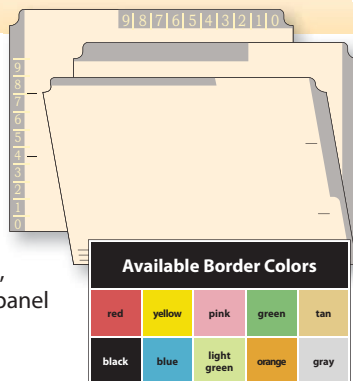 9 8 7 6 5 4 3 2 1 0
9
8
7
6
5
4
3
2
1
0
,
panel
Available Border Colors
red yellow pink green tan
black blue light green orange gray